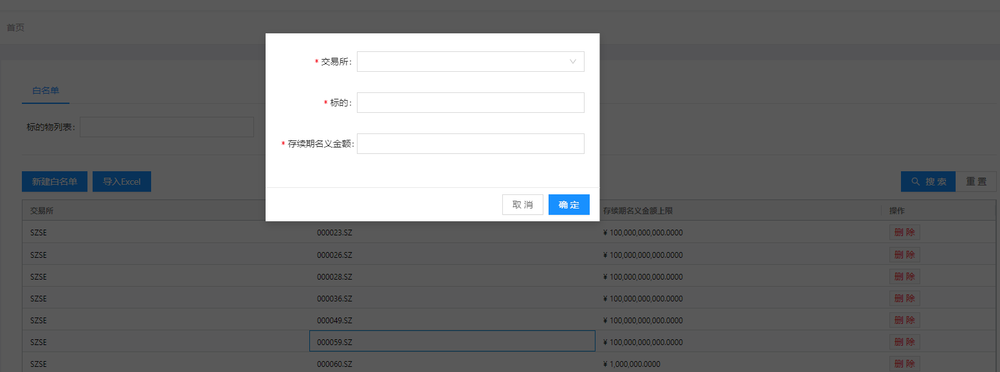 首页
* 交易所:
* 标的:
* 存续期名义金额:
取 消 确 定
白名单
标的物列表:
新建白名单 导入Excel 搜 索 重 置
交易所 存续期名义金额上限 操作
SZSE 000023.SZ ¥ 100,000,000,000.0000 删 除
SZSE 000026.SZ ¥ 100,000,000,000.0000 删 除
SZSE 000028.SZ ¥ 100,000,000,000.0000 删 除
SZSE 000036.SZ ¥ 100,000,000,000.0000 删 除
SZSE 000049.SZ ¥ 100,000,000,000.0000 删 除
SZSE 000059.SZ ¥ 100,000,000,000.0000 删 除
SZSE 000060.SZ ¥ 1,000,000.0000 删 除